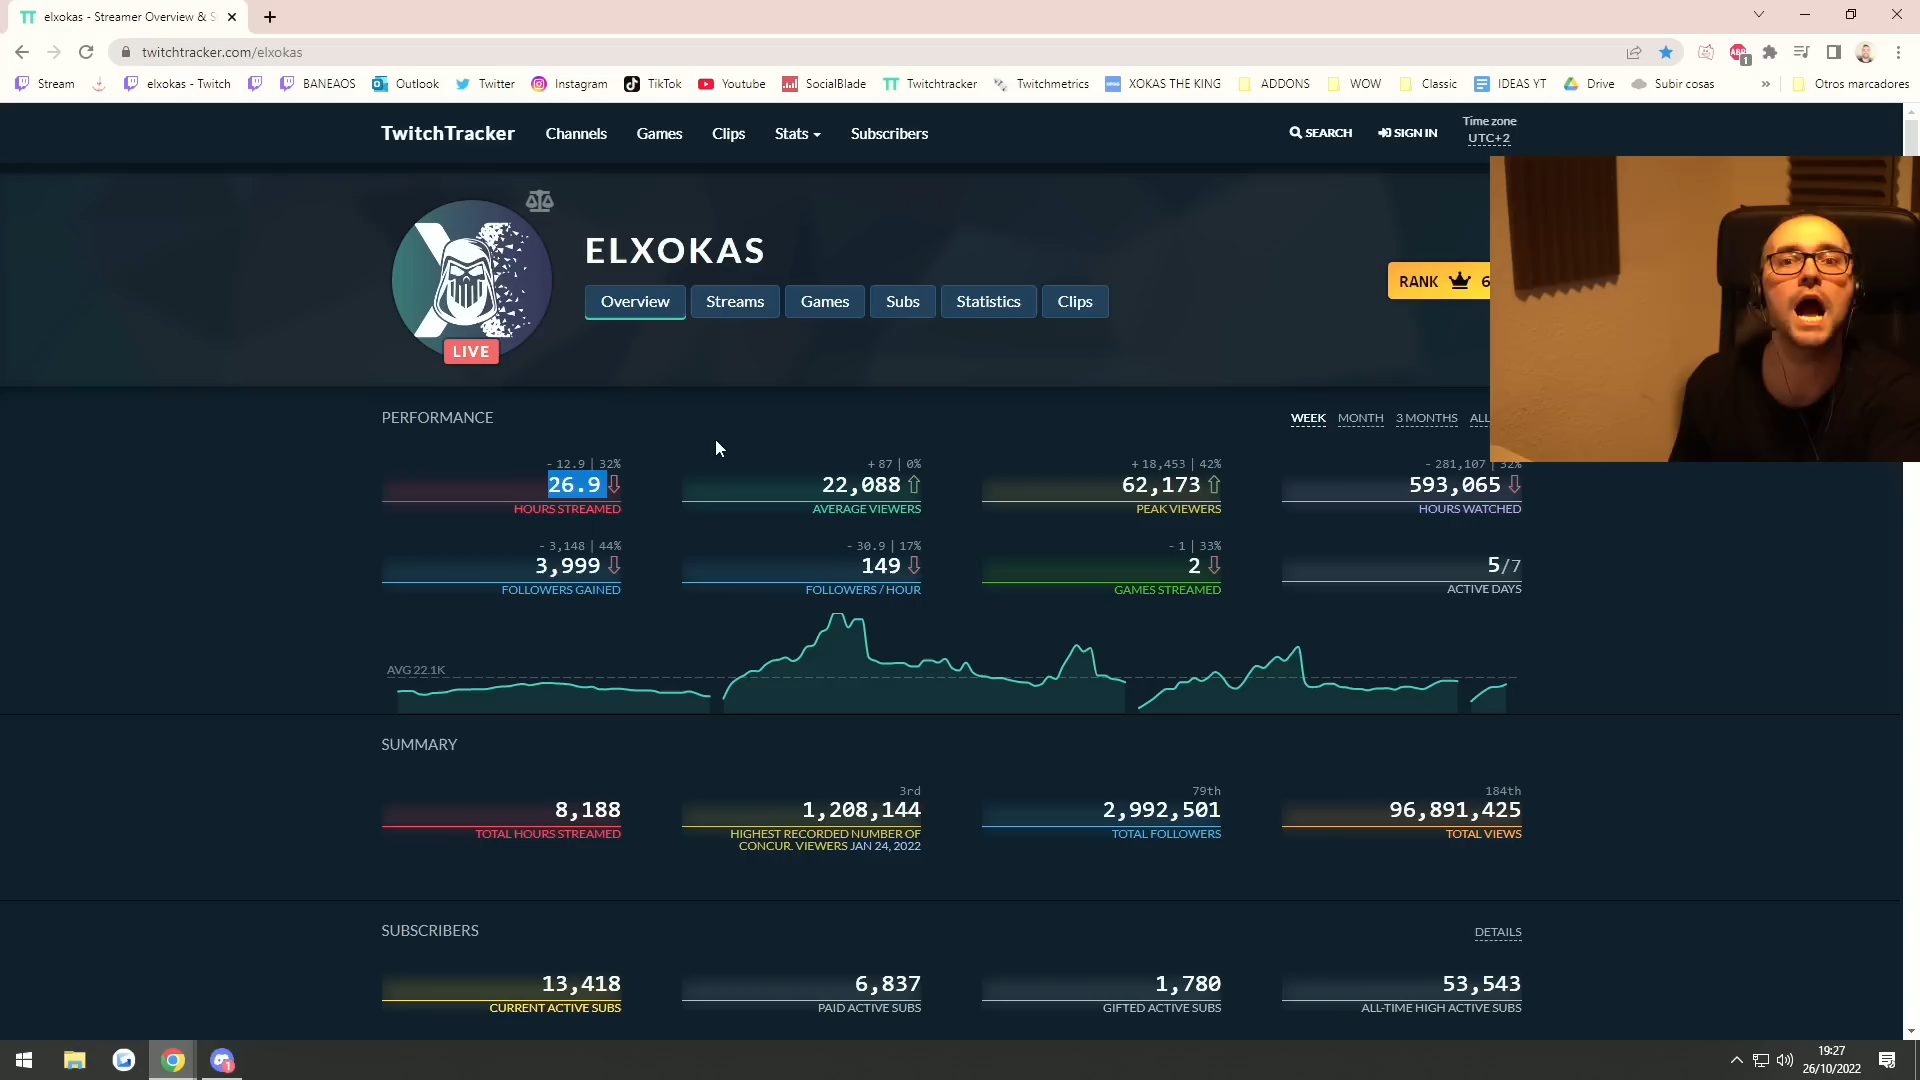 elxokas - Streamer Overview & S
twitchtracker.com/elxokas
Stream
elxokas - Twitch
BANEAOS
Outlook
Twitter
Instagram
TikTok
Youtube
SocialBlade
Twitchtracker
Twitchmetrics
XOKAS THE KING
ADDONS
WOW
Classic
IDEAS YT
Drive
Subir cosas
»
Otros marcadores
TwitchTracker
Channels
Games
Clips
Stats
Subscribers
SEARCH
SIGN IN
Time zone
UTC+2
ELXOKAS
LIVE
Overview
Streams
Games
Subs
Statistics
Clips
RANK 6
PERFORMANCE
WEEK
MONTH
3 MONTHS
ALL
- 12.9 | 32%
26.9
HOURS STREAMED
+ 87 | 0%
22,088
AVERAGE VIEWERS
+ 18,453 | 42%
62,173
PEAK VIEWERS
- 281,107 | 32%
593,065
HOURS WATCHED
- 3,148 | 44%
3,999
FOLLOWERS GAINED
- 30.9 | 17%
149
FOLLOWERS / HOUR
- 1 | 33%
2
GAMES STREAMED
5/7
ACTIVE DAYS
AVG 22.1K
SUMMARY
8,188
TOTAL HOURS STREAMED
3rd
1,208,144
HIGHEST RECORDED NUMBER OF
CONCUR. VIEWERS JAN 24, 2022
79th
2,992,501
TOTAL FOLLOWERS
184th
96,891,425
TOTAL VIEWS
SUBSCRIBERS
DETAILS
13,418
CURRENT ACTIVE SUBS
6,837
PAID ACTIVE SUBS
1,780
GIFTED ACTIVE SUBS
53,543
ALL-TIME HIGH ACTIVE SUBS
19:27
26/10/2022